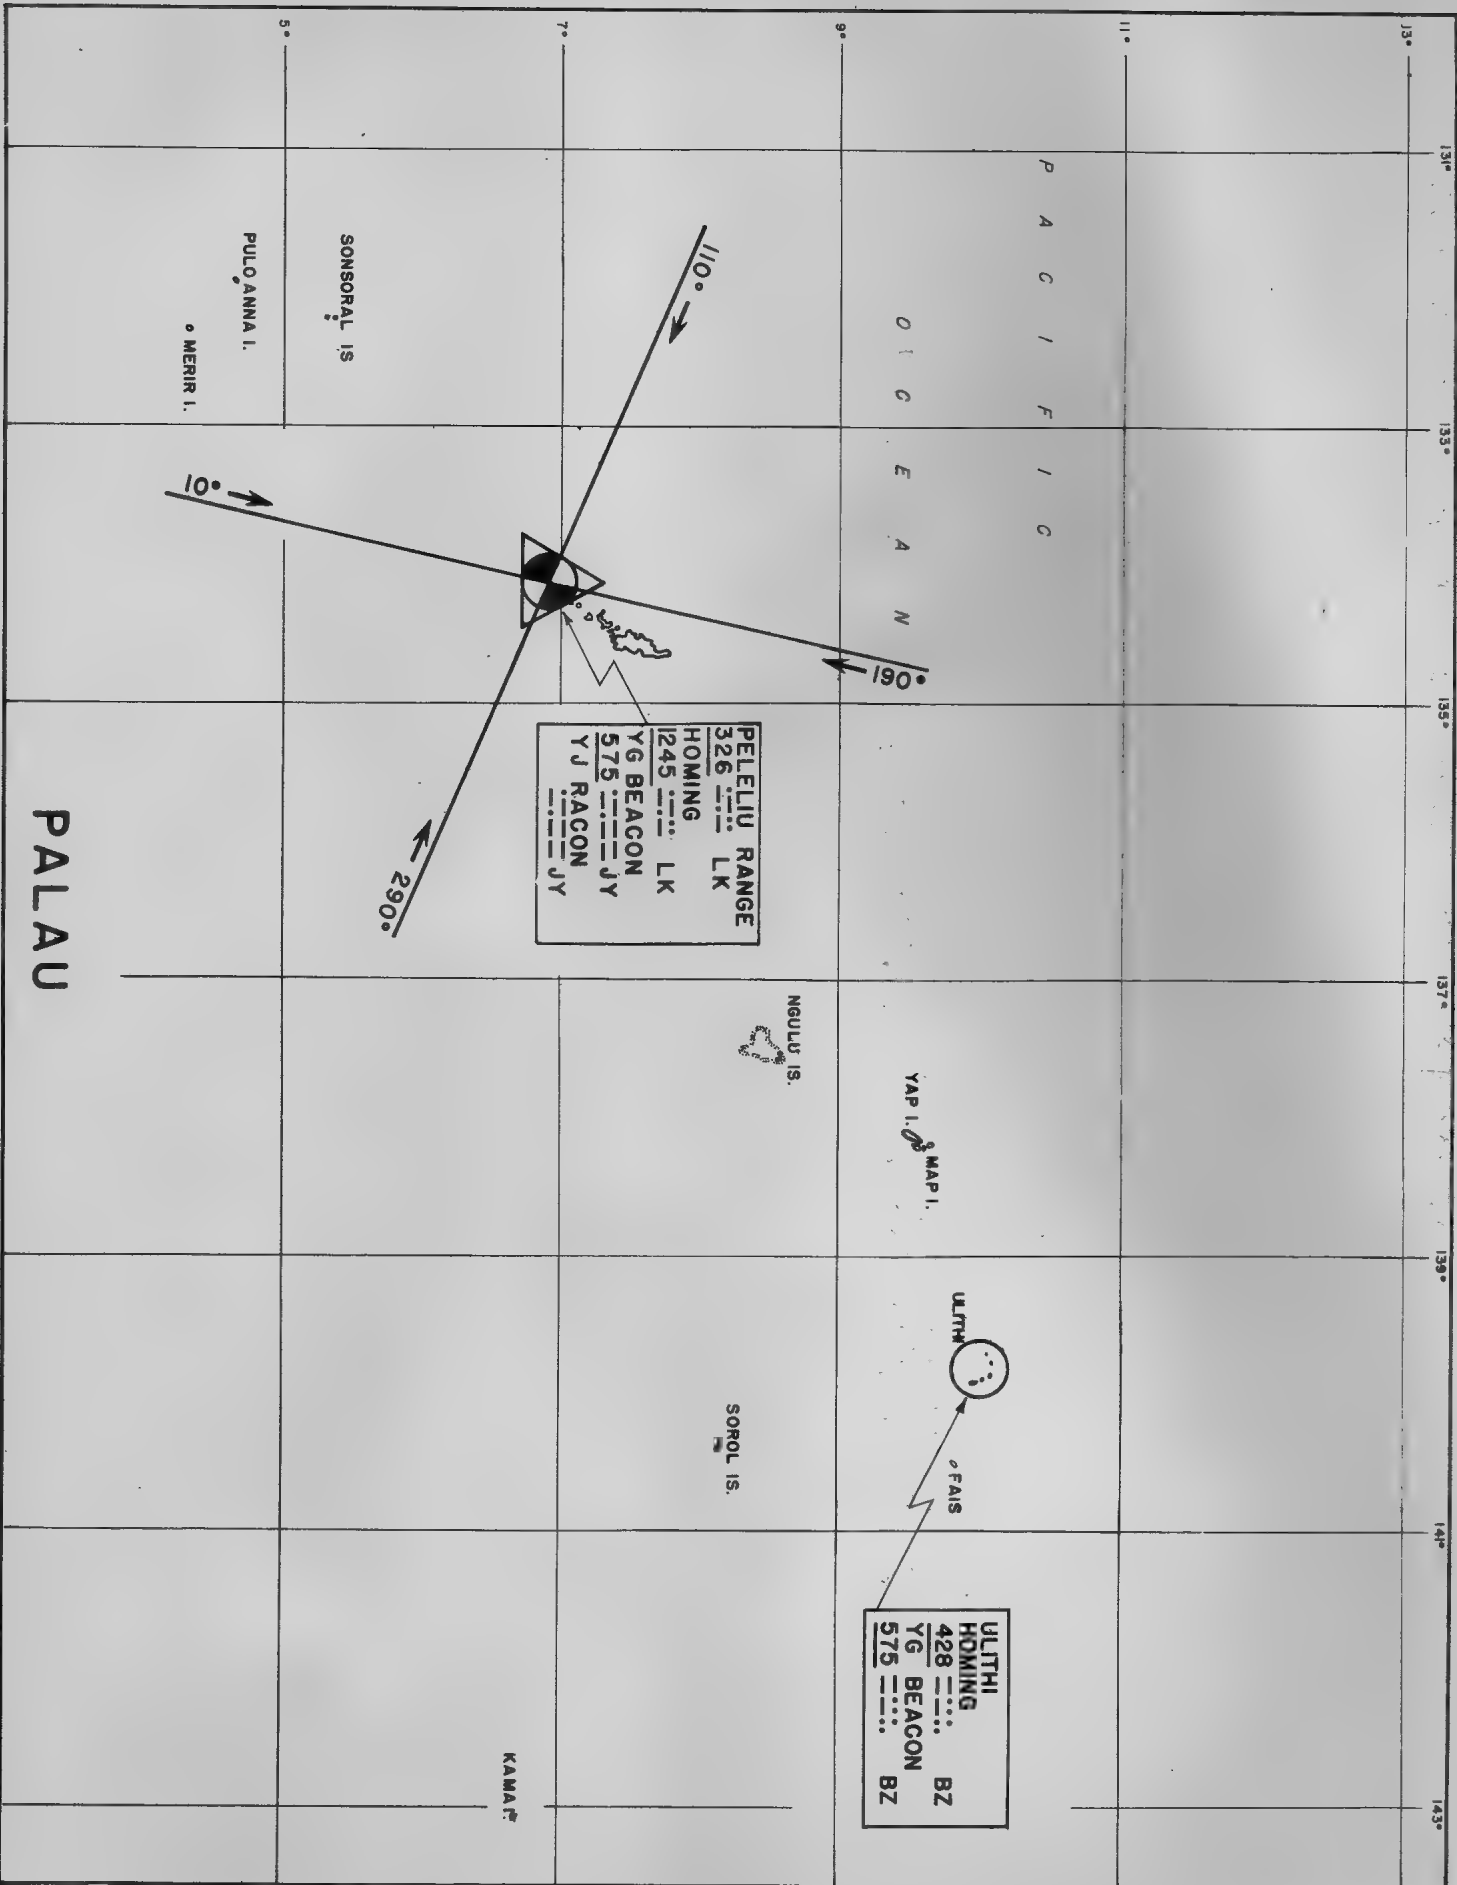 131° 133° 135° 137° 139° 141° 143°
13°
11°
9°
7°
5°
PACIFIC
OCEAN
190°
110°
10°
290°
PELELIU RANGE
326 ·-·· -·- LK
HOMING
1245 ·-·· -·- LK
YG BEACON
575 ·--- -·-- JY
YJ RACON
·--- -·-- JY
ULITHI
FAIS
YAP I.
MAP I.
NGULU IS.
SOROL IS.
ULITHI
HOMING
428 -··· --·· BZ
YG BEACON
575 -··· --·· BZ
SONSORAL IS
PULO ANNA I.
MERIR I.
KAMA I.
PALAU